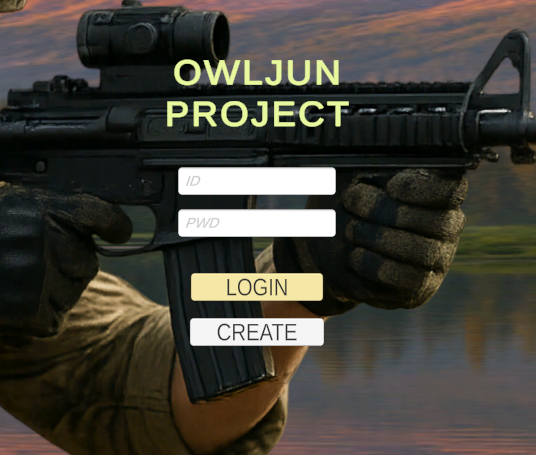 OWLJUN
PROJECT
ID
PWD
LOGIN
CREATE